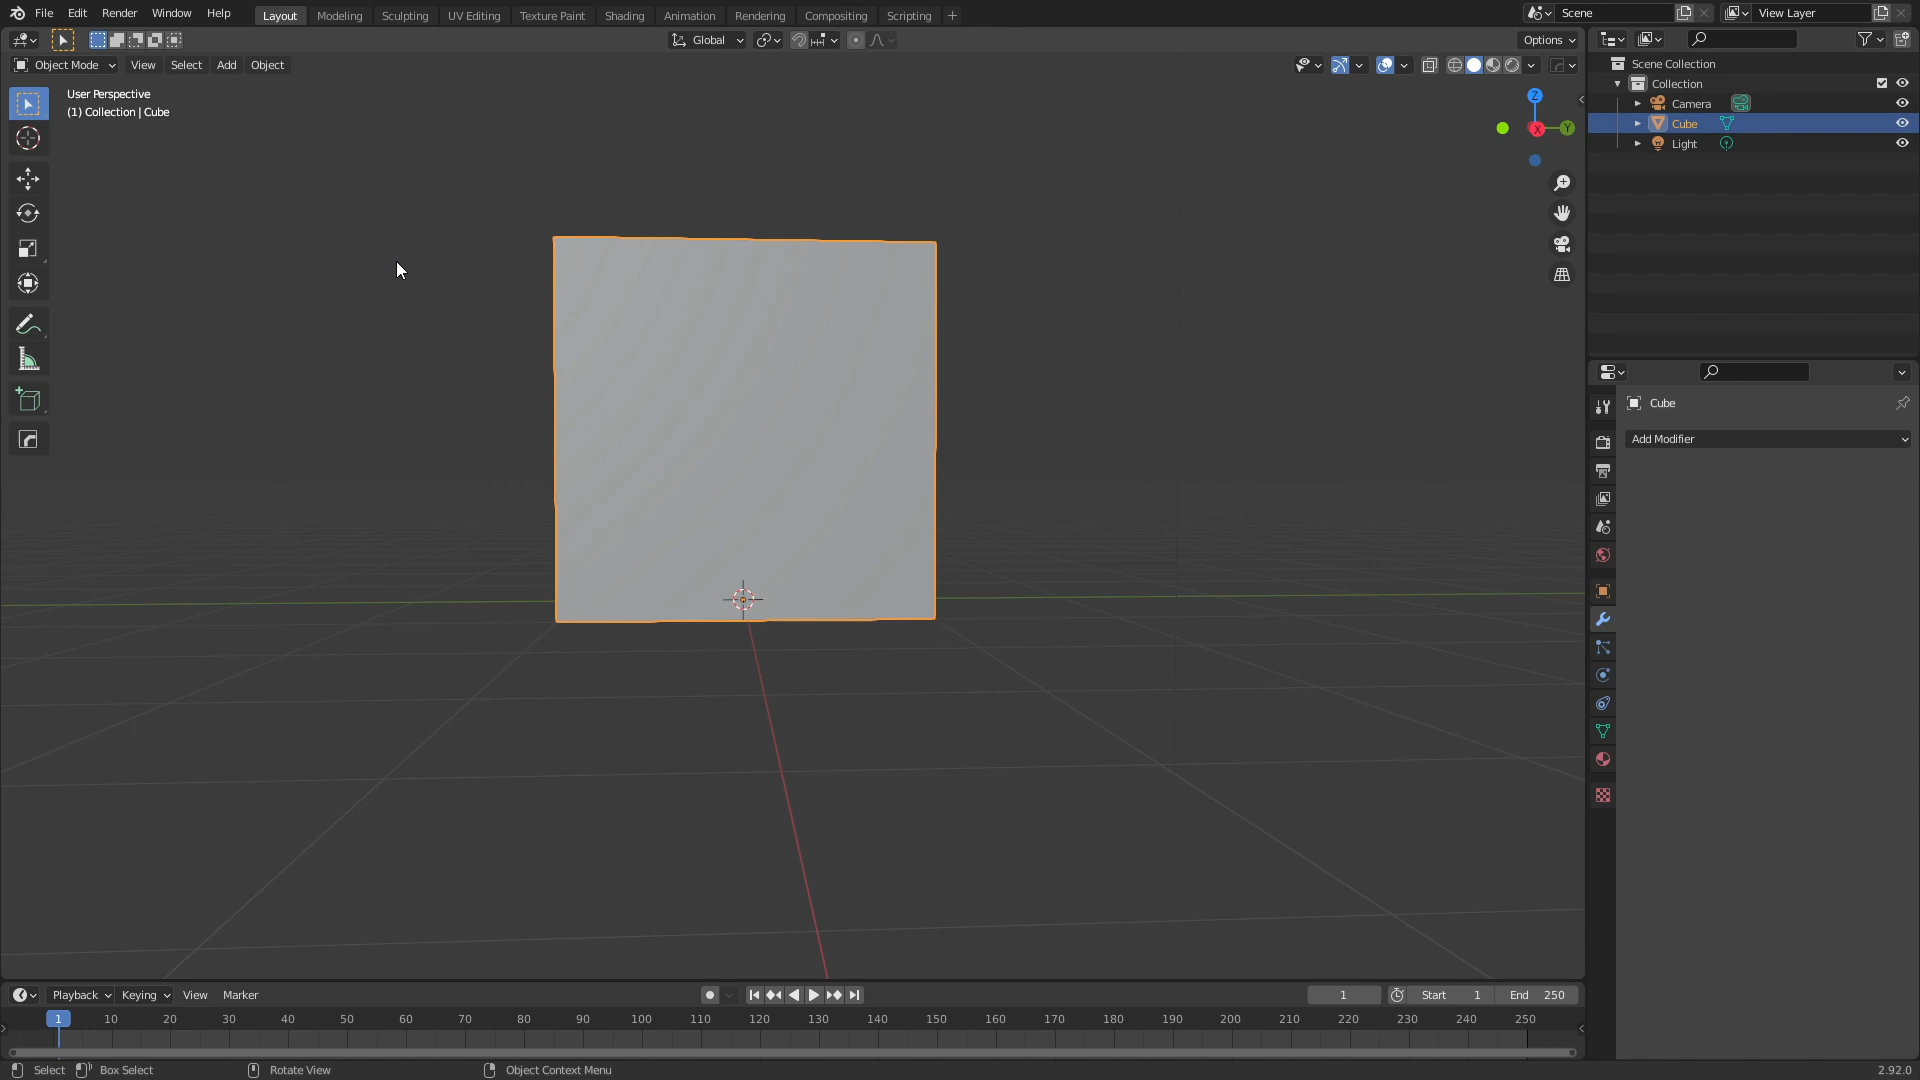 File Edit Render Window Help Layout Modeling Sculpting UV Editing Texture Paint Shading Animation Rendering Compositing Scripting + Scene View Layer
Global Options
Object Mode View Select Add Object
User Perspective
(1) Collection | Cube
Z
X
Y
Scene Collection
Collection
Camera
Cube
Light
Cube
Add Modifier
Playback Keying View Marker 1 Start 1 End 250
1 10 20 30 40 50 60 70 80 90 100 110 120 130 140 150 160 170 180 190 200 210 220 230 240 250
Select Box Select Rotate View Object Context Menu 2.92.0